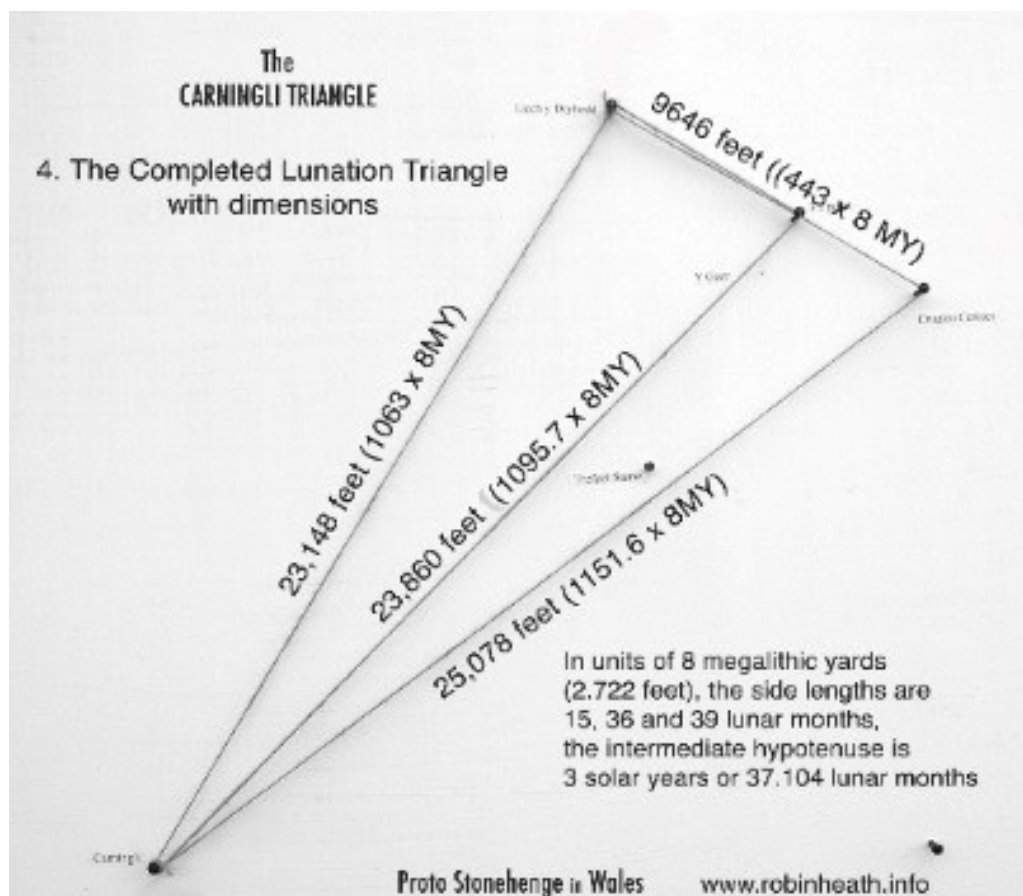 The
CARNINGLI TRIANGLE
4. The Completed Lunation Triangle
with dimensions
9646 feet ((443 x 8 MY)
23,148 feet (1063 x 8MY)
23,860 feet ((1095.7 x 8MY)
25,078 feet (1151.6 x 8MY)
In units of 8 megalithic yards
(2.722 feet), the side lengths are
15, 36 and 39 lunar months,
the intermediate hypotenuse is
3 solar years or 37.104 lunar months
Carningli
Proto Stonehenge in Wales
www.robinheath.info